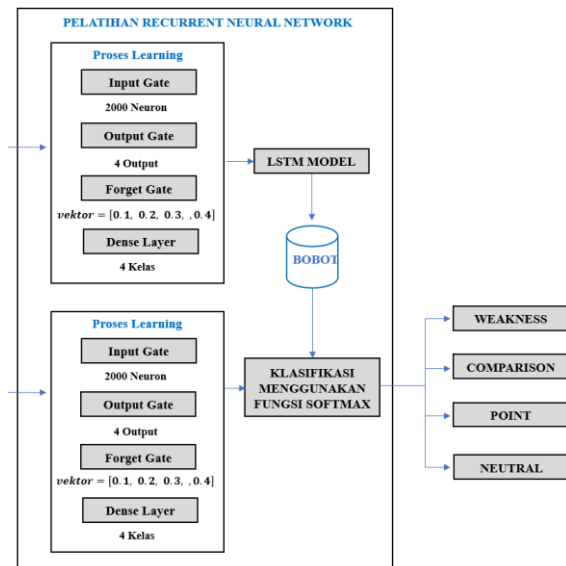 PELATIHAN RECURRENT NEURAL NETWORK
Proses Learning
Input Gate
2000 Neuron
Output Gate
4 Output
Forget Gate
vektor = [0.1, 0.2, 0.3, ,0.4]
Dense Layer
4 Kelas
LSTM MODEL
BOBOT
Proses Learning
Input Gate
2000 Neuron
Output Gate
4 Output
Forget Gate
vektor = [0.1, 0.2, 0.3, ,0.4]
Dense Layer
4 Kelas
KLASIFIKASI
MENGGUNAKAN
FUNGSI SOFTMAX
WEAKNESS
COMPARISON
POINT
NEUTRAL